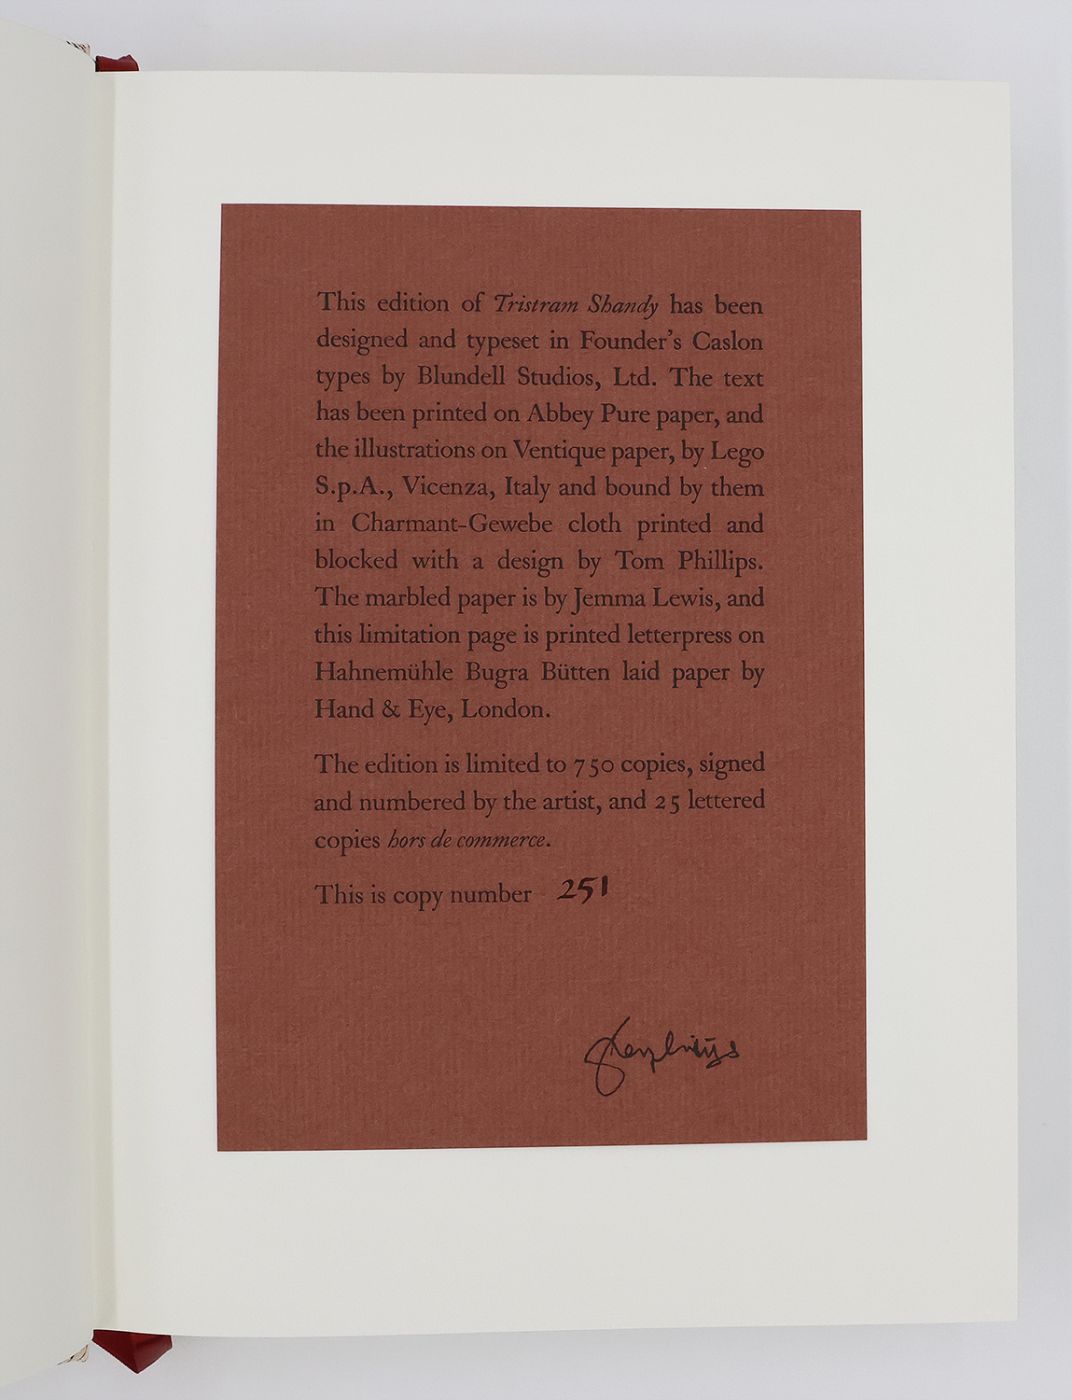 This edition of Tristram Shandy has been
designed and typeset in Founder's Caslon
types by Blundell Studios, Ltd. The text
has been printed on Abbey Pure paper, and
the illustrations on Ventique paper, by Lego
S.p.A., Vicenza, Italy and bound by them
in Charmant-Gewebe cloth printed and
blocked with a design by Tom Phillips.
The marbled paper is by Jemma Lewis, and
this limitation page is printed letterpress on
Hahnemühle Bugra Bütten laid paper by
Hand & Eye, London.
The edition is limited to 750 copies, signed
and numbered by the artist, and 25 lettered
copies hors de commerce.
This is copy number 251